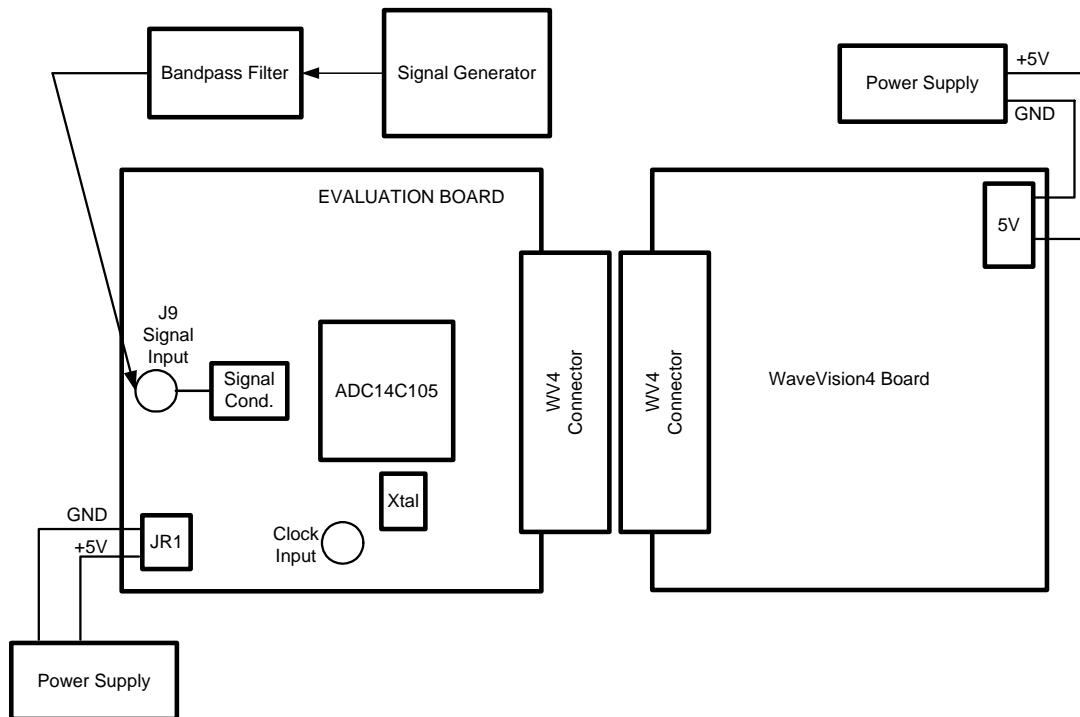 Bandpass Filter
Signal Generator
Power Supply
+5V
GND
EVALUATION BOARD
5V
J9
Signal
Input
Signal
Cond.
ADC14C105
WV4
Connector
WV4
Connector
WaveVision4 Board
Xtal
GND
+5V
JR1
Clock
Input
Power Supply